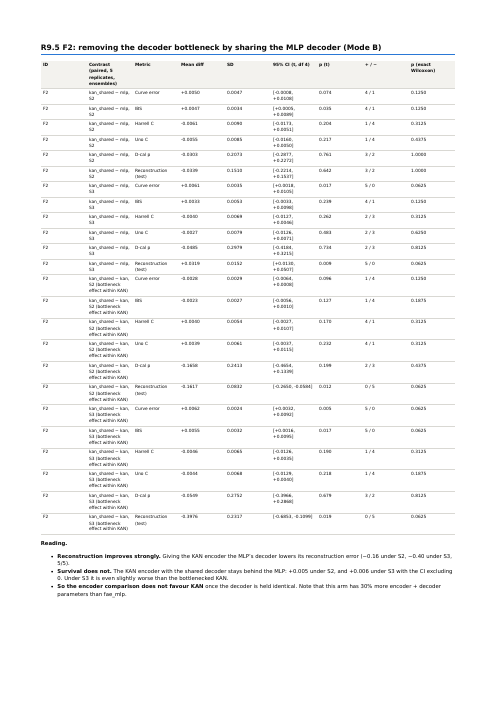 R9.5 F2: removing the decoder bottleneck by sharing the MLP decoder (Mode B)
ID Contrast (paired, 5 replicates, ensembles) Metric Mean diff SD 95% CI (t, df 4) p (t) + / − p (exact Wilcoxon)
F2 kan_shared − mlp, S2 Curve error +0.0050 0.0047 [-0.0008, +0.0108] 0.074 4 / 1 0.1250
F2 kan_shared − mlp, S2 IBS +0.0047 0.0034 [+0.0005, +0.0089] 0.035 4 / 1 0.1250
F2 kan_shared − mlp, S2 Harrell C -0.0061 0.0090 [-0.0173, +0.0051] 0.204 1 / 4 0.3125
F2 kan_shared − mlp, S2 Uno C -0.0055 0.0085 [-0.0160, +0.0050] 0.217 1 / 4 0.4375
F2 kan_shared − mlp, S2 D-cal p -0.0303 0.2073 [-0.2877, +0.2272] 0.761 3 / 2 1.0000
F2 kan_shared − mlp, S2 Reconstruction (test) -0.0339 0.1510 [-0.2214, +0.1537] 0.642 3 / 2 1.0000
F2 kan_shared − mlp, S3 Curve error +0.0061 0.0035 [+0.0018, +0.0105] 0.017 5 / 0 0.0625
F2 kan_shared − mlp, S3 IBS +0.0033 0.0053 [-0.0033, +0.0098] 0.239 4 / 1 0.1250
F2 kan_shared − mlp, S3 Harrell C -0.0040 0.0069 [-0.0127, +0.0046] 0.262 2 / 3 0.3125
F2 kan_shared − mlp, S3 Uno C -0.0027 0.0079 [-0.0126, +0.0071] 0.483 2 / 3 0.6250
F2 kan_shared − mlp, S3 D-cal p -0.0485 0.2979 [-0.4184, +0.3215] 0.734 3 / 2 0.8125
F2 kan_shared − mlp, S3 Reconstruction (test) +0.0319 0.0152 [+0.0130, +0.0507] 0.009 5 / 0 0.0625
F2 kan_shared − kan, S2 (bottleneck effect within KAN) Curve error -0.0028 0.0029 [-0.0064, +0.0008] 0.096 1 / 4 0.1250
F2 kan_shared − kan, S2 (bottleneck effect within KAN) IBS -0.0023 0.0027 [-0.0056, +0.0010] 0.127 1 / 4 0.1875
F2 kan_shared − kan, S2 (bottleneck effect within KAN) Harrell C +0.0040 0.0054 [-0.0027, +0.0107] 0.170 4 / 1 0.3125
F2 kan_shared − kan, S2 (bottleneck effect within KAN) Uno C +0.0039 0.0061 [-0.0037, +0.0115] 0.232 4 / 1 0.3125
F2 kan_shared − kan, S2 (bottleneck effect within KAN) D-cal p -0.1658 0.2413 [-0.4654, +0.1339] 0.199 2 / 3 0.4375
F2 kan_shared − kan, S2 (bottleneck effect within KAN) Reconstruction (test) -0.1617 0.0832 [-0.2650, -0.0584] 0.012 0 / 5 0.0625
F2 kan_shared − kan, S3 (bottleneck effect within KAN) Curve error +0.0062 0.0024 [+0.0032, +0.0092] 0.005 5 / 0 0.0625
F2 kan_shared − kan, S3 (bottleneck effect within KAN) IBS +0.0055 0.0032 [+0.0016, +0.0095] 0.017 5 / 0 0.0625
F2 kan_shared − kan, S3 (bottleneck effect within KAN) Harrell C -0.0046 0.0065 [-0.0126, +0.0035] 0.190 1 / 4 0.3125
F2 kan_shared − kan, S3 (bottleneck effect within KAN) Uno C -0.0044 0.0068 [-0.0129, +0.0040] 0.218 1 / 4 0.1875
F2 kan_shared − kan, S3 (bottleneck effect within KAN) D-cal p -0.0549 0.2752 [-0.3966, +0.2868] 0.679 3 / 2 0.8125
F2 kan_shared − kan, S3 (bottleneck effect within KAN) Reconstruction (test) -0.3976 0.2317 [-0.6853, -0.1099] 0.019 0 / 5 0.0625
Reading.
• Reconstruction improves strongly. Giving the KAN encoder the MLP's decoder lowers its reconstruction error (−0.16 under S2, −0.40 under S3,
5/5).
• Survival does not. The KAN encoder with the shared decoder stays behind the MLP: +0.005 under S2, and +0.006 under S3 with the CI excluding
0. Under S3 it is even slightly worse than the bottlenecked KAN.
• So the encoder comparison does not favour KAN once the decoder is held identical. Note that this arm has 30% more encoder + decoder
parameters than fae_mlp.